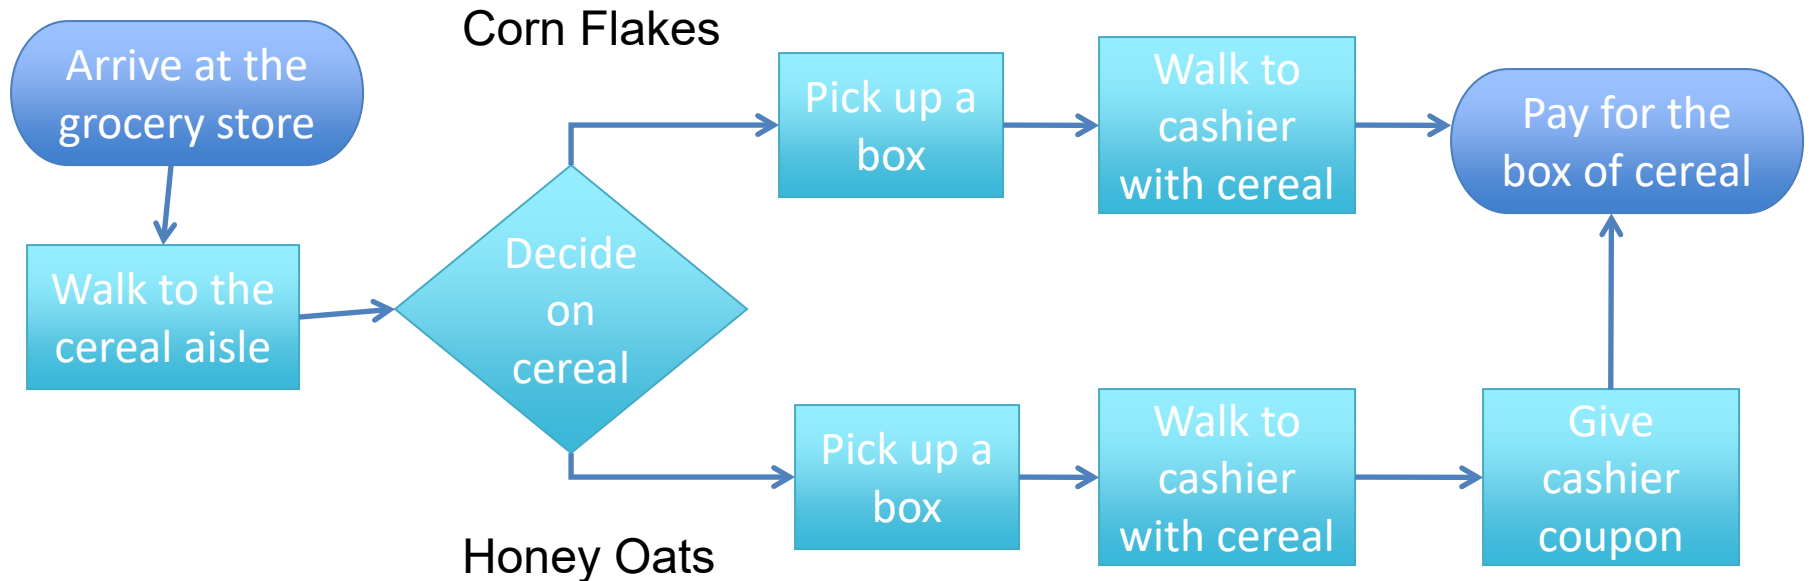 Arrive at the
grocery store
Walk to the
cereal aisle
Decide
on
cereal
Corn Flakes
Pick up a
box
Walk to
cashier
with cereal
Pay for the
box of cereal
Honey Oats
Pick up a
box
Walk to
cashier
with cereal
Give
cashier
coupon